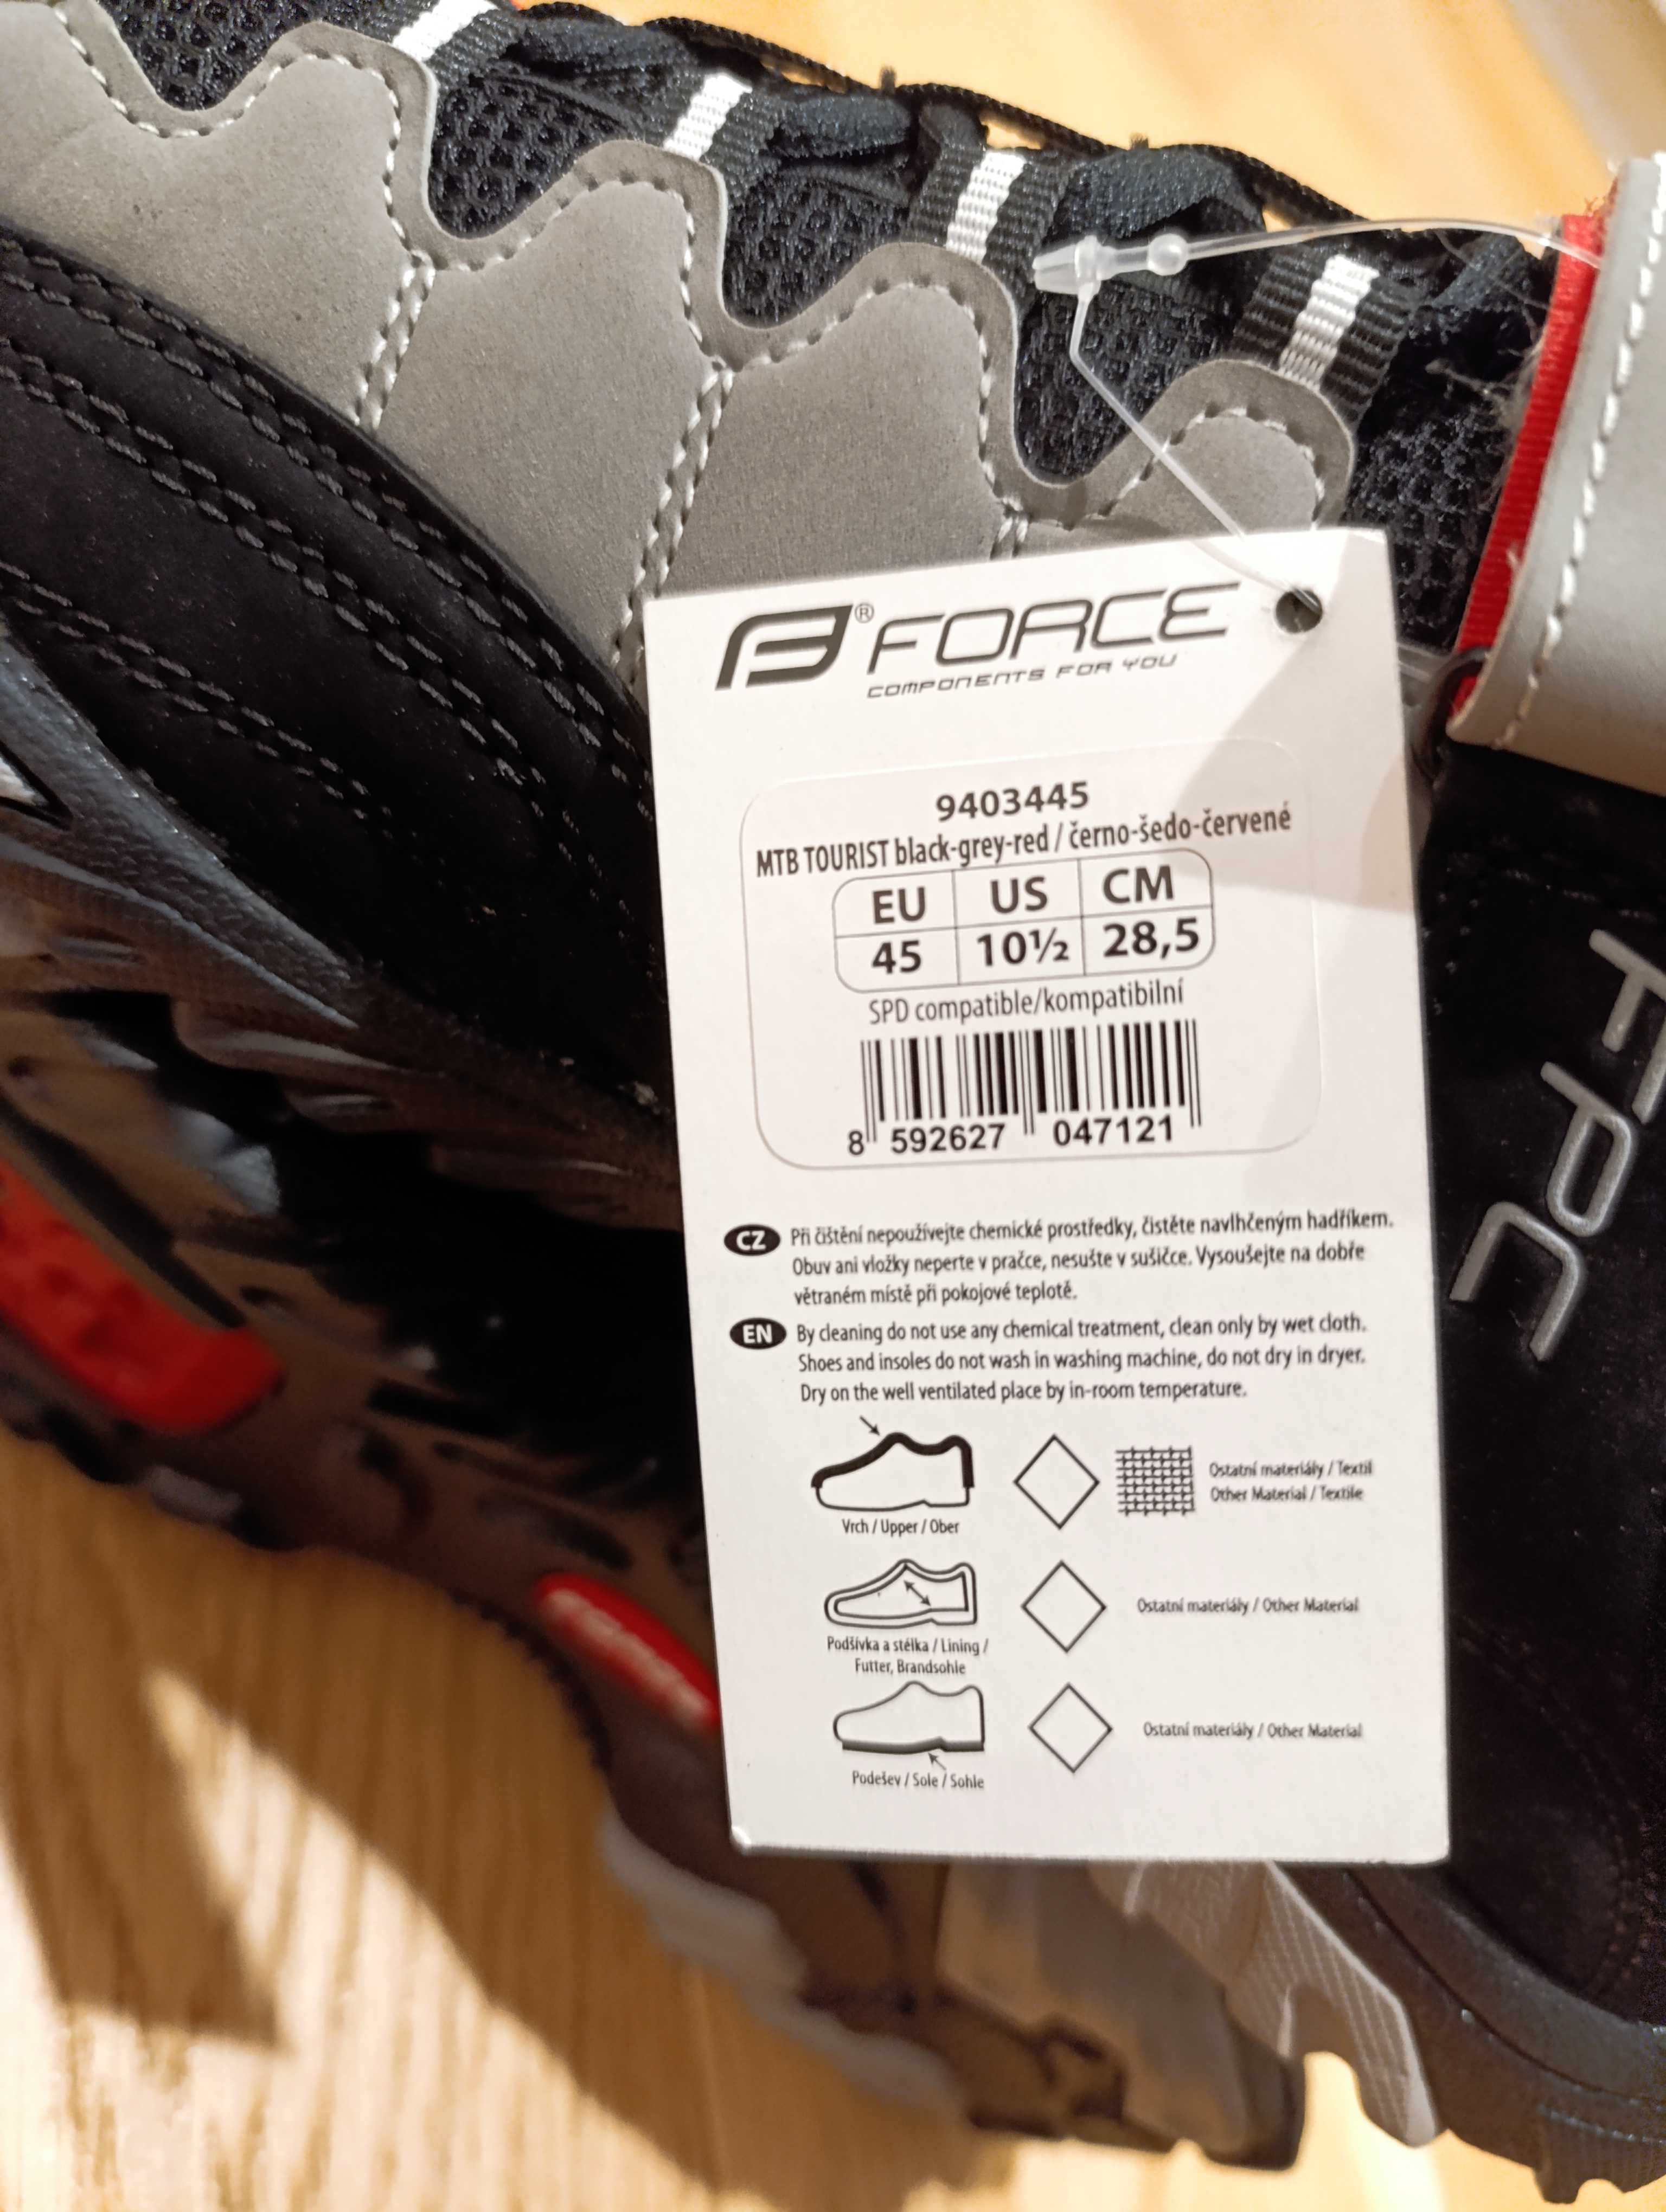 ® FORCE
COMPONENTS FOR YOU
9403445
MTB TOURIST black-grey-red / černo-šedo-červené
EU US CM
45 10½ 28,5
SPD compatible/kompatibilní
8 592627 047121
CZ Při čištění nepoužívejte chemické prostředky, čistěte navlhčeným hadříkem.
Obuv ani vložky neperte v pračce, nesušte v sušičce. Vysoušejte na dobře
větraném místě při pokojové teplotě.
EN By cleaning do not use any chemical treatment, clean only by wet cloth.
Shoes and insoles do not wash in washing machine, do not dry in dryer.
Dry on the well ventilated place by in-room temperature.
Ostatní materiály / Textil
Other Material / Textile
Vrch / Upper / Ober
Ostatní materiály / Other Material
Podšívka a stélka / Lining /
Futter, Brandsohle
Ostatní materiály / Other Material
Podešev / Sole / Sohle